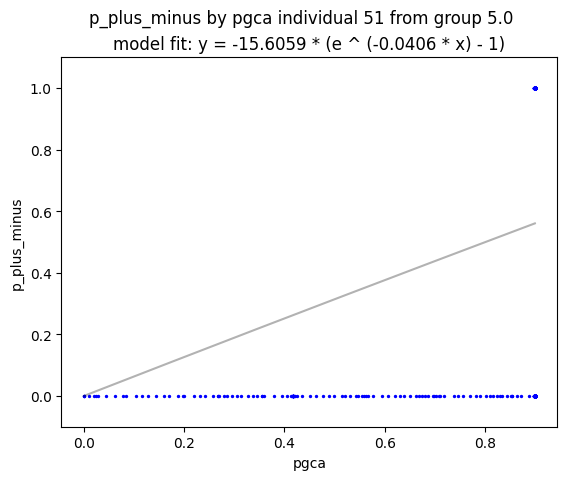 p_plus_minus by pgca individual 51 from group 5.0
model fit: y = -15.6059 * (e ^ (-0.0406 * x) - 1)
1.0
0.8
0.6
0.4
0.2
0.0
p_plus_minus
0.0 0.2 0.4 0.6 0.8
pgca